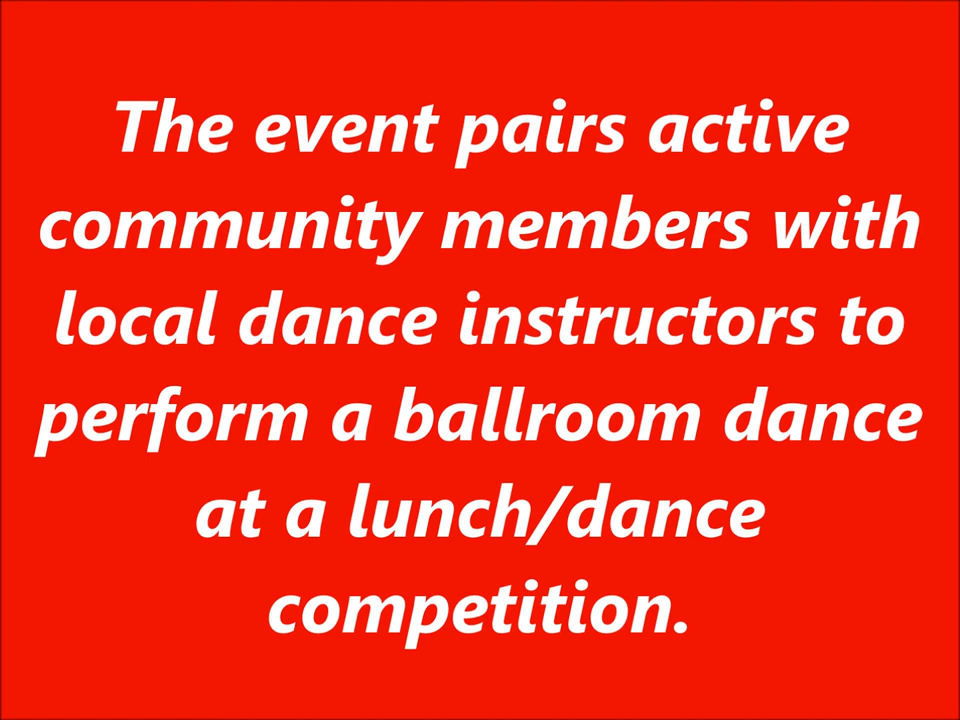 The event pairs active
community members with
local dance instructors to
perform a ballroom dance
at a lunch/dance
competition.